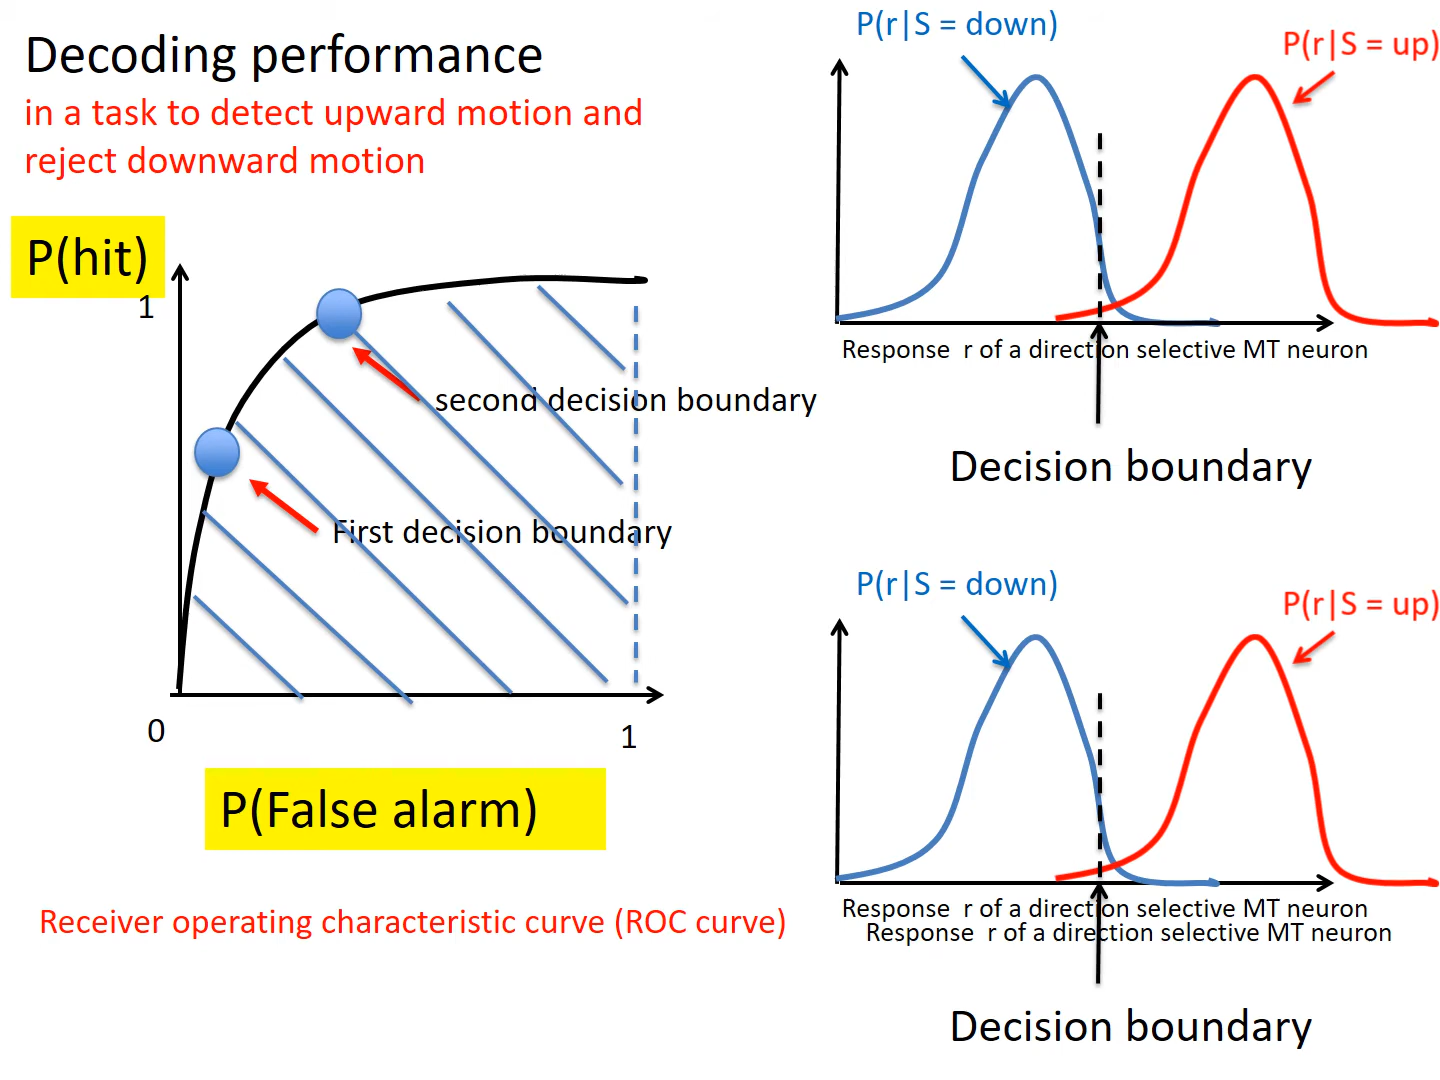 Decoding performance
in a task to detect upward motion and
reject downward motion
P(hit)
1
second decision boundary
First decision boundary
0
1
P(False alarm)
Receiver operating characteristic curve (ROC curve)
P(r|S = down)
P(r|S = up)
Response r of a direction selective MT neuron
Decision boundary
P(r|S = down)
P(r|S = up)
Response r of a direction selective MT neuron
Response r of a direction selective MT neuron
Decision boundary